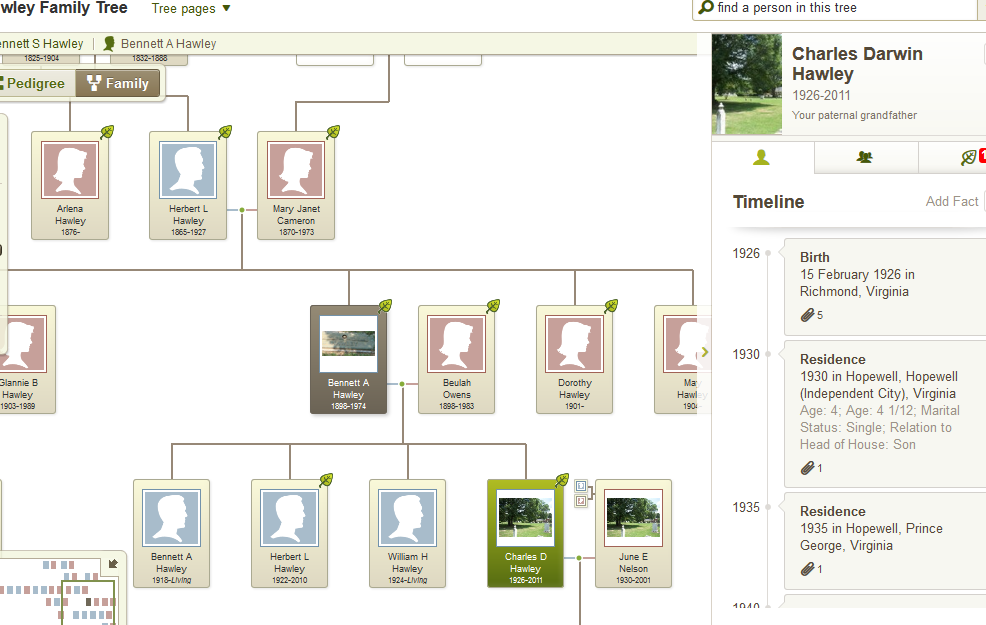 wley Family Tree
Tree pages
find a person in this tree
ennett S Hawley
Bennett A Hawley
1825-1904
1832-1888
Pedigree
Family
Arlena
Hawley
1876-
Herbert L
Hawley
1865-1927
Mary Janet
Cameron
1870-1973
Glannie B
Hawley
1903-1989
Bennett A
Hawley
1898-1974
Beulah
Owens
1898-1983
Dorothy
Hawley
1901-
May
Hawley
1904-
Bennett A
Hawley
1918-Living
Herbert L
Hawley
1922-2010
William H
Hawley
1924-Living
Charles D
Hawley
1926-2011
June E
Nelson
1930-2001
Charles Darwin
Hawley
1926-2011
Your paternal grandfather
Timeline
Add Fact
1926
Birth
15 February 1926 in
Richmond, Virginia
5
1930
Residence
1930 in Hopewell, Hopewell
(Independent City), Virginia
Age: 4; Age: 4 1/12; Marital
Status: Single; Relation to
Head of House: Son
1
1935
Residence
1935 in Hopewell, Prince
George, Virginia
1
1940